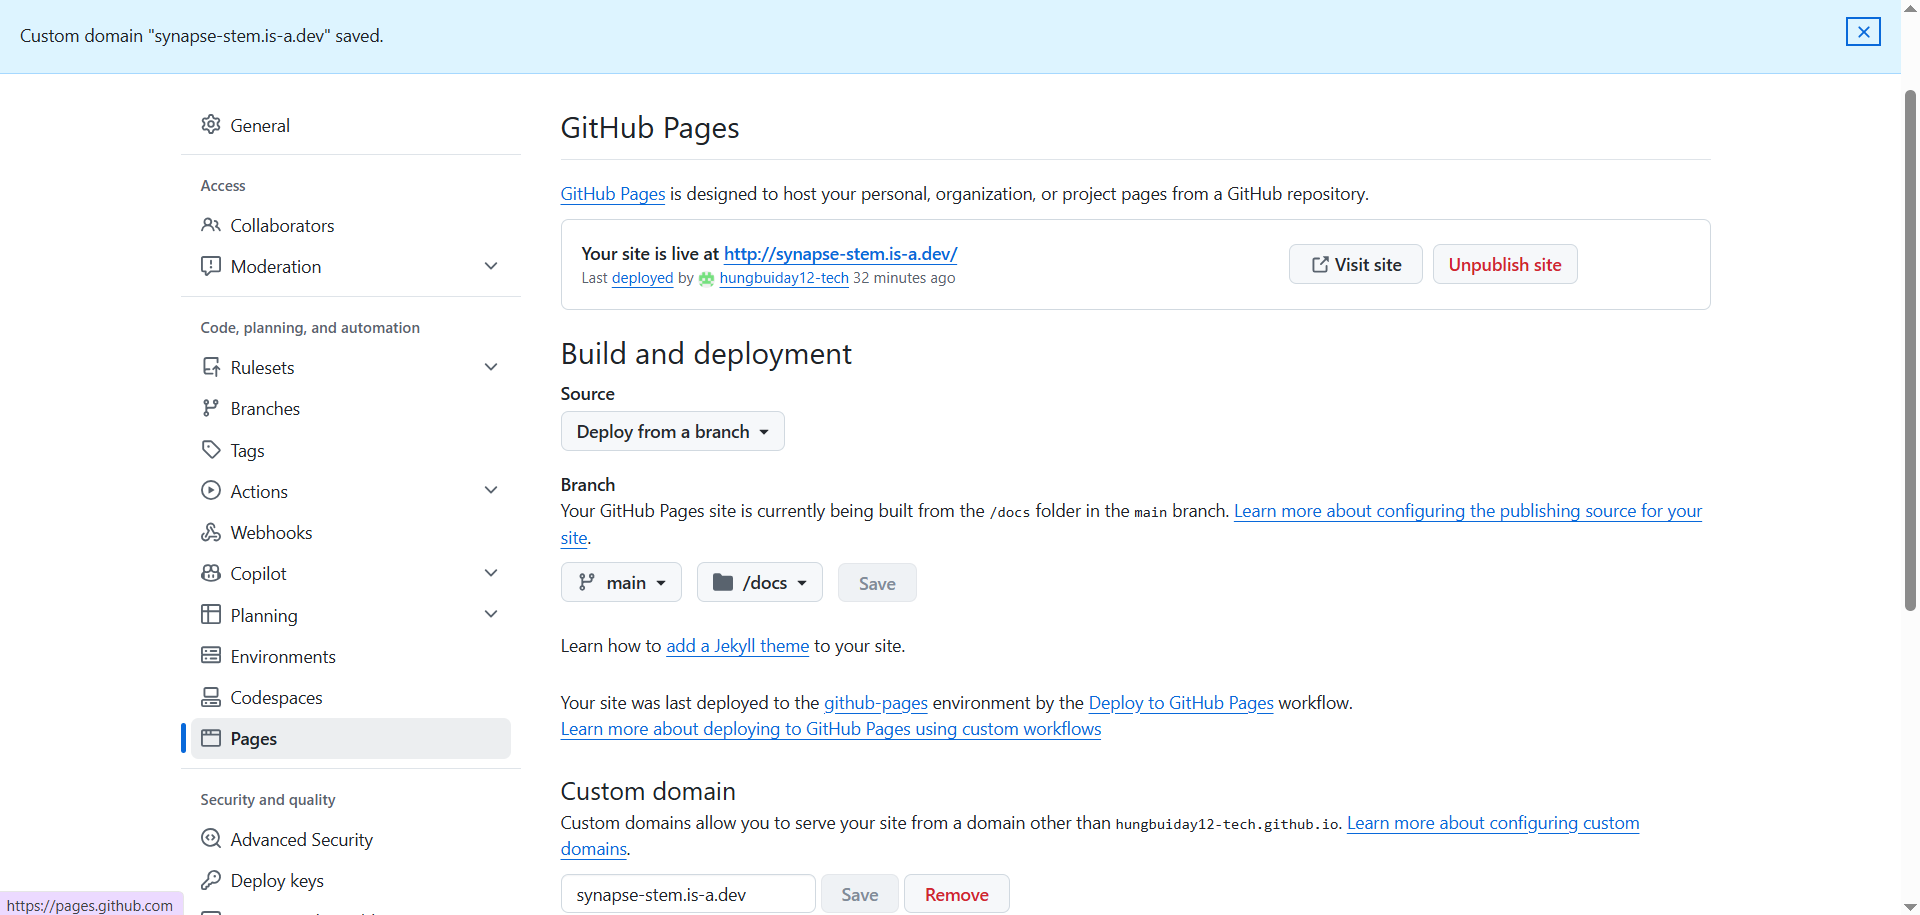 Custom domain "synapse-stem.is-a.dev" saved.
General
Access
Collaborators
Moderation
Code, planning, and automation
Rulesets
Branches
Tags
Actions
Webhooks
Copilot
Planning
Environments
Codespaces
Pages
Security and quality
Advanced Security
Deploy keys
GitHub Pages
GitHub Pages is designed to host your personal, organization, or project pages from a GitHub repository.
Your site is live at http://synapse-stem.is-a.dev/
Last deployed by hungbuiday12-tech 32 minutes ago
Visit site
Unpublish site
Build and deployment
Source
Deploy from a branch
Branch
Your GitHub Pages site is currently being built from the /docs folder in the main branch. Learn more about configuring the publishing source for your
site.
main
/docs
Save
Learn how to add a Jekyll theme to your site.
Your site was last deployed to the github-pages environment by the Deploy to GitHub Pages workflow.
Learn more about deploying to GitHub Pages using custom workflows
Custom domain
Custom domains allow you to serve your site from a domain other than hungbuiday12-tech.github.io. Learn more about configuring custom
domains.
synapse-stem.is-a.dev
Save
Remove
https://pages.github.com